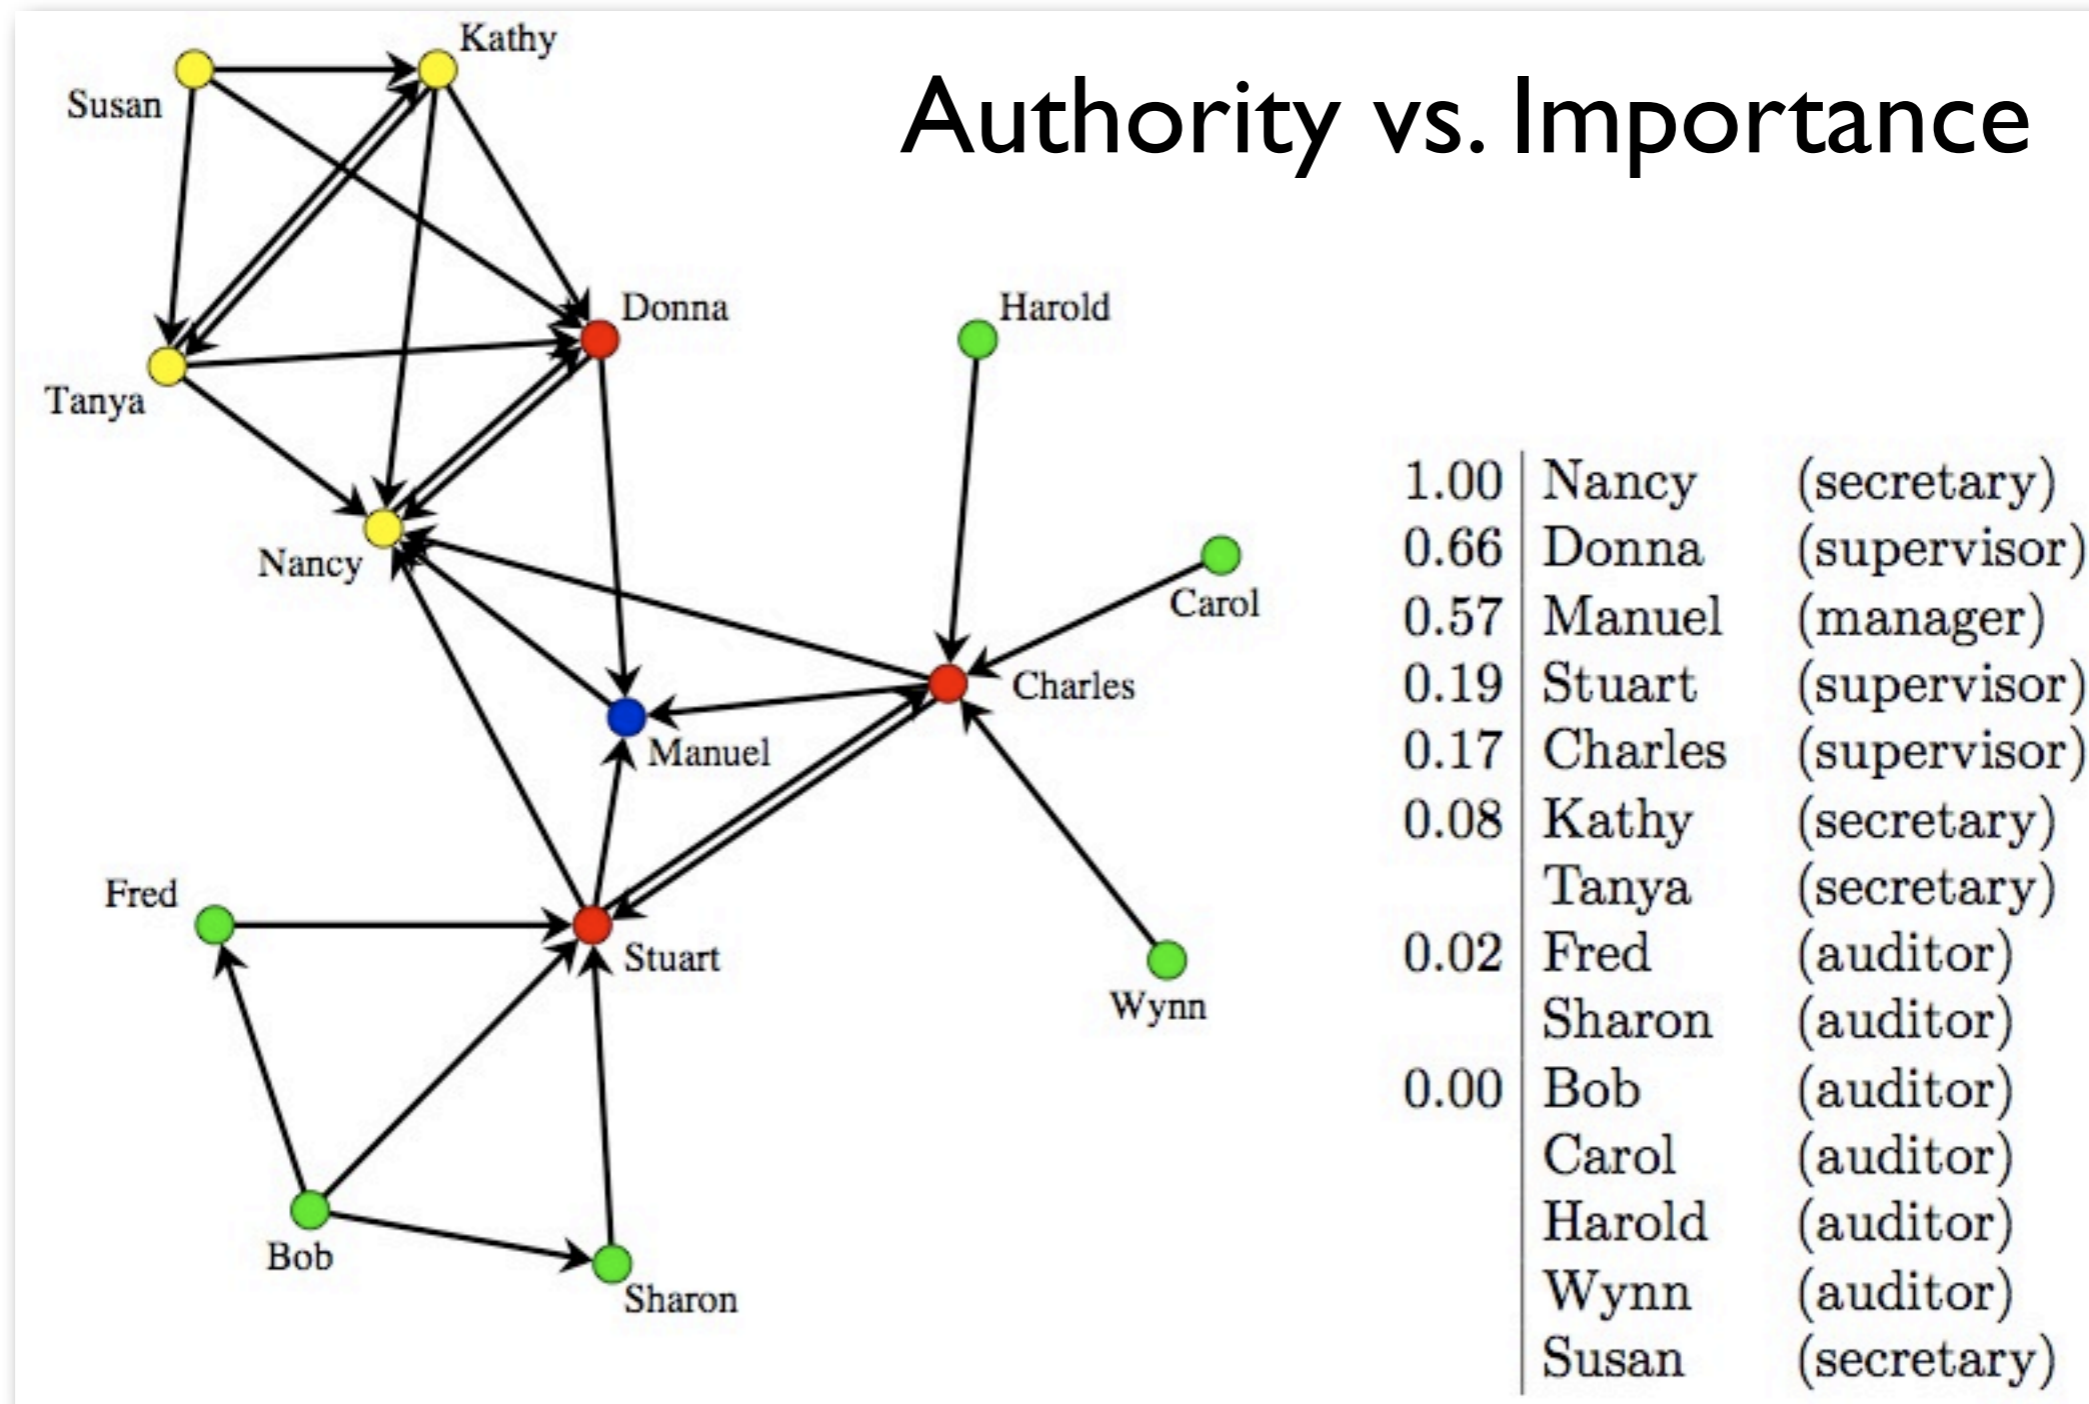 Authority vs. Importance
Kathy
Susan
Donna
Harold
Tanya
Nancy
Carol
Charles
Manuel
Fred
Stuart
Wynn
Bob
Sharon
1.00 Nancy (secretary)
0.66 Donna (supervisor)
0.57 Manuel (manager)
0.19 Stuart (supervisor)
0.17 Charles (supervisor)
0.08 Kathy (secretary)
Tanya (secretary)
0.02 Fred (auditor)
Sharon (auditor)
0.00 Bob (auditor)
Carol (auditor)
Harold (auditor)
Wynn (auditor)
Susan (secretary)